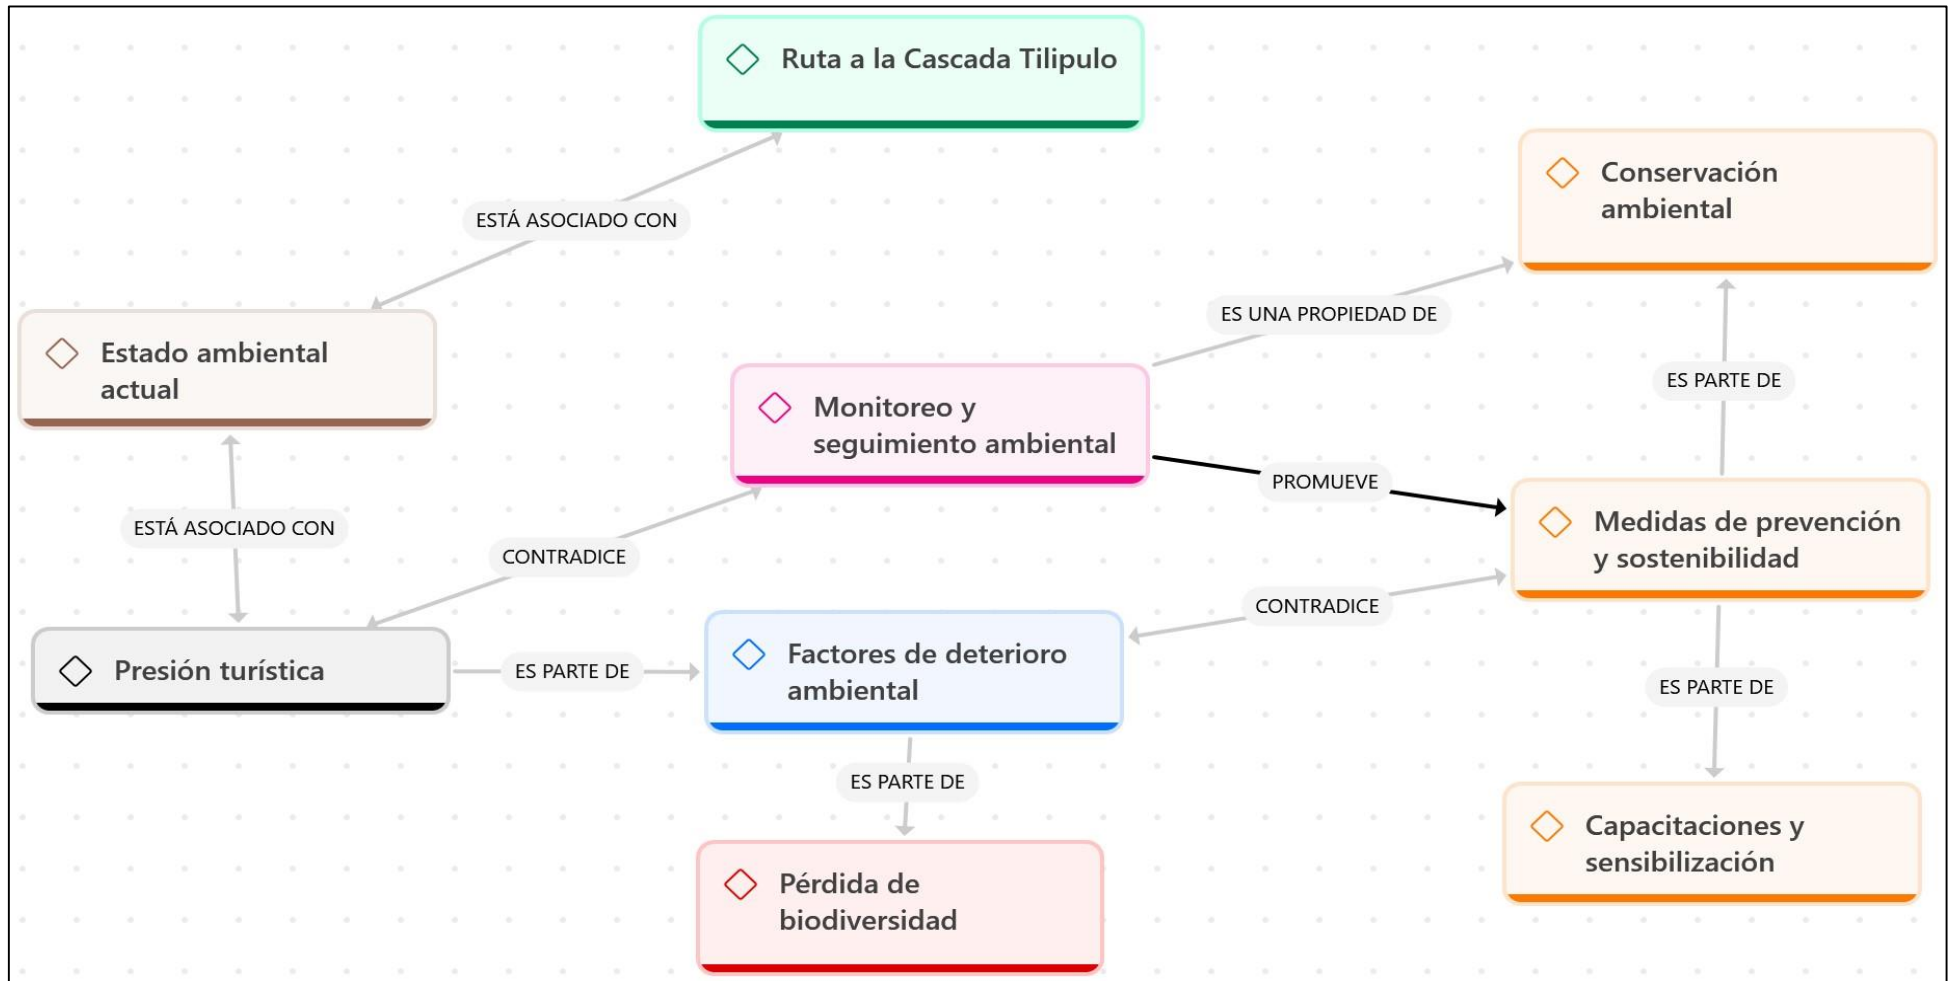 Ruta a la Cascada Tilipulo
Conservación
ambiental
ESTÁ ASOCIADO CON
ES UNA PROPIEDAD DE
Estado ambiental
actual
ES PARTE DE
Monitoreo y
seguimiento ambiental
PROMUEVE
ESTÁ ASOCIADO CON
CONTRADICE
Medidas de prevención
y sostenibilidad
CONTRADICE
Presión turística
ES PARTE DE
Factores de deterioro
ambiental
ES PARTE DE
ES PARTE DE
Capacitaciones y
sensibilización
Pérdida de
biodiversidad